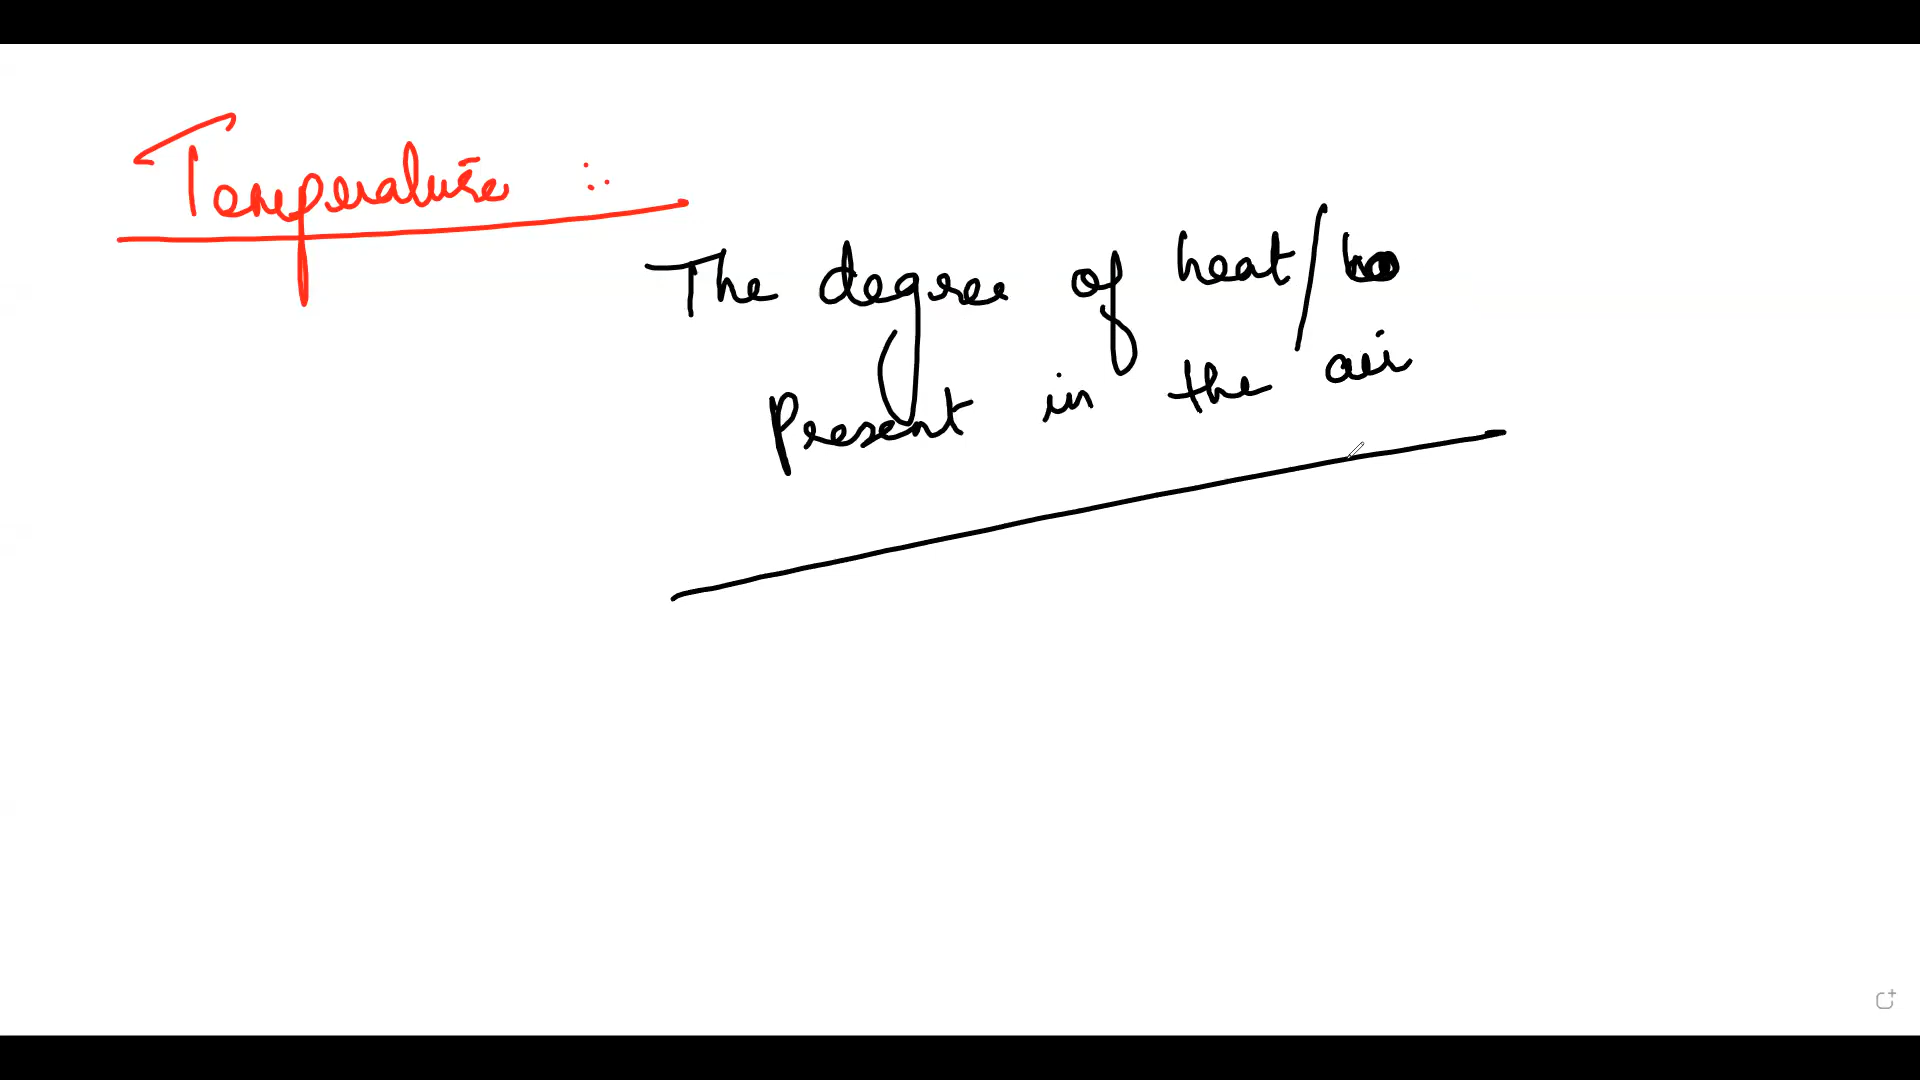 Temperature :-
The degree of heat/
Present in the air